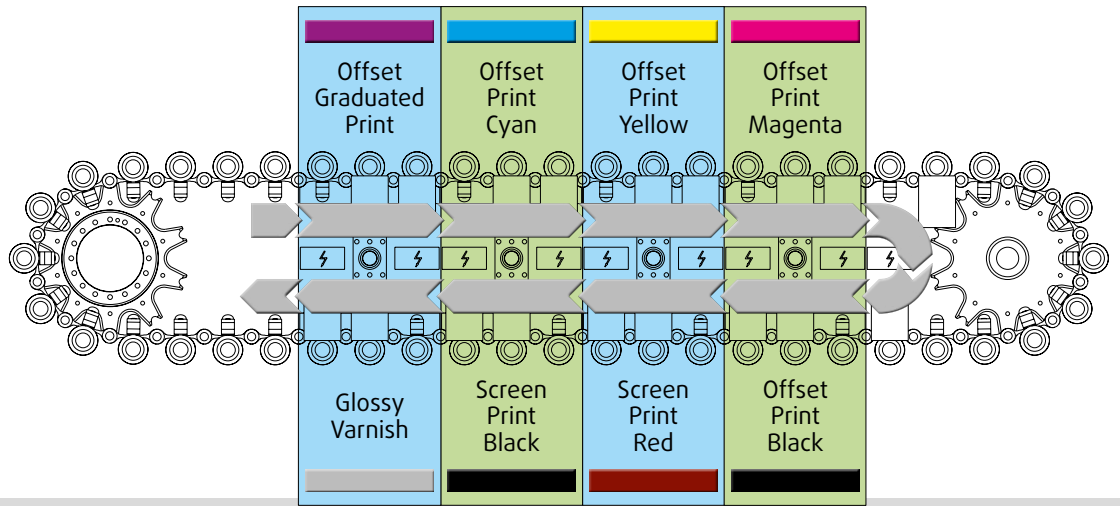 Offset
Graduated
Print
Offset
Print
Cyan
Offset
Print
Yellow
Offset
Print
Magenta
Glossy
Varnish
Screen
Print
Black
Screen
Print
Red
Offset
Print
Black